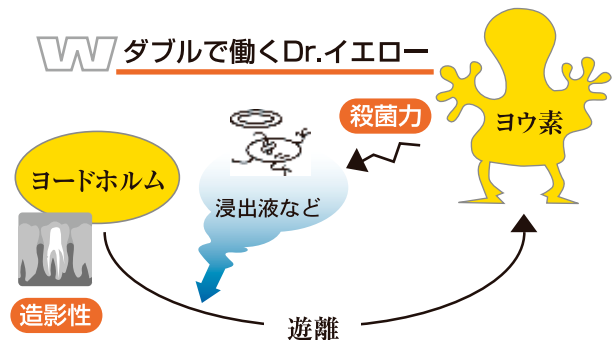 W ダブルで働くDr.イエロー
殺菌力
ヨウ素
ヨードホルム
浸出液など
造影性
遊離